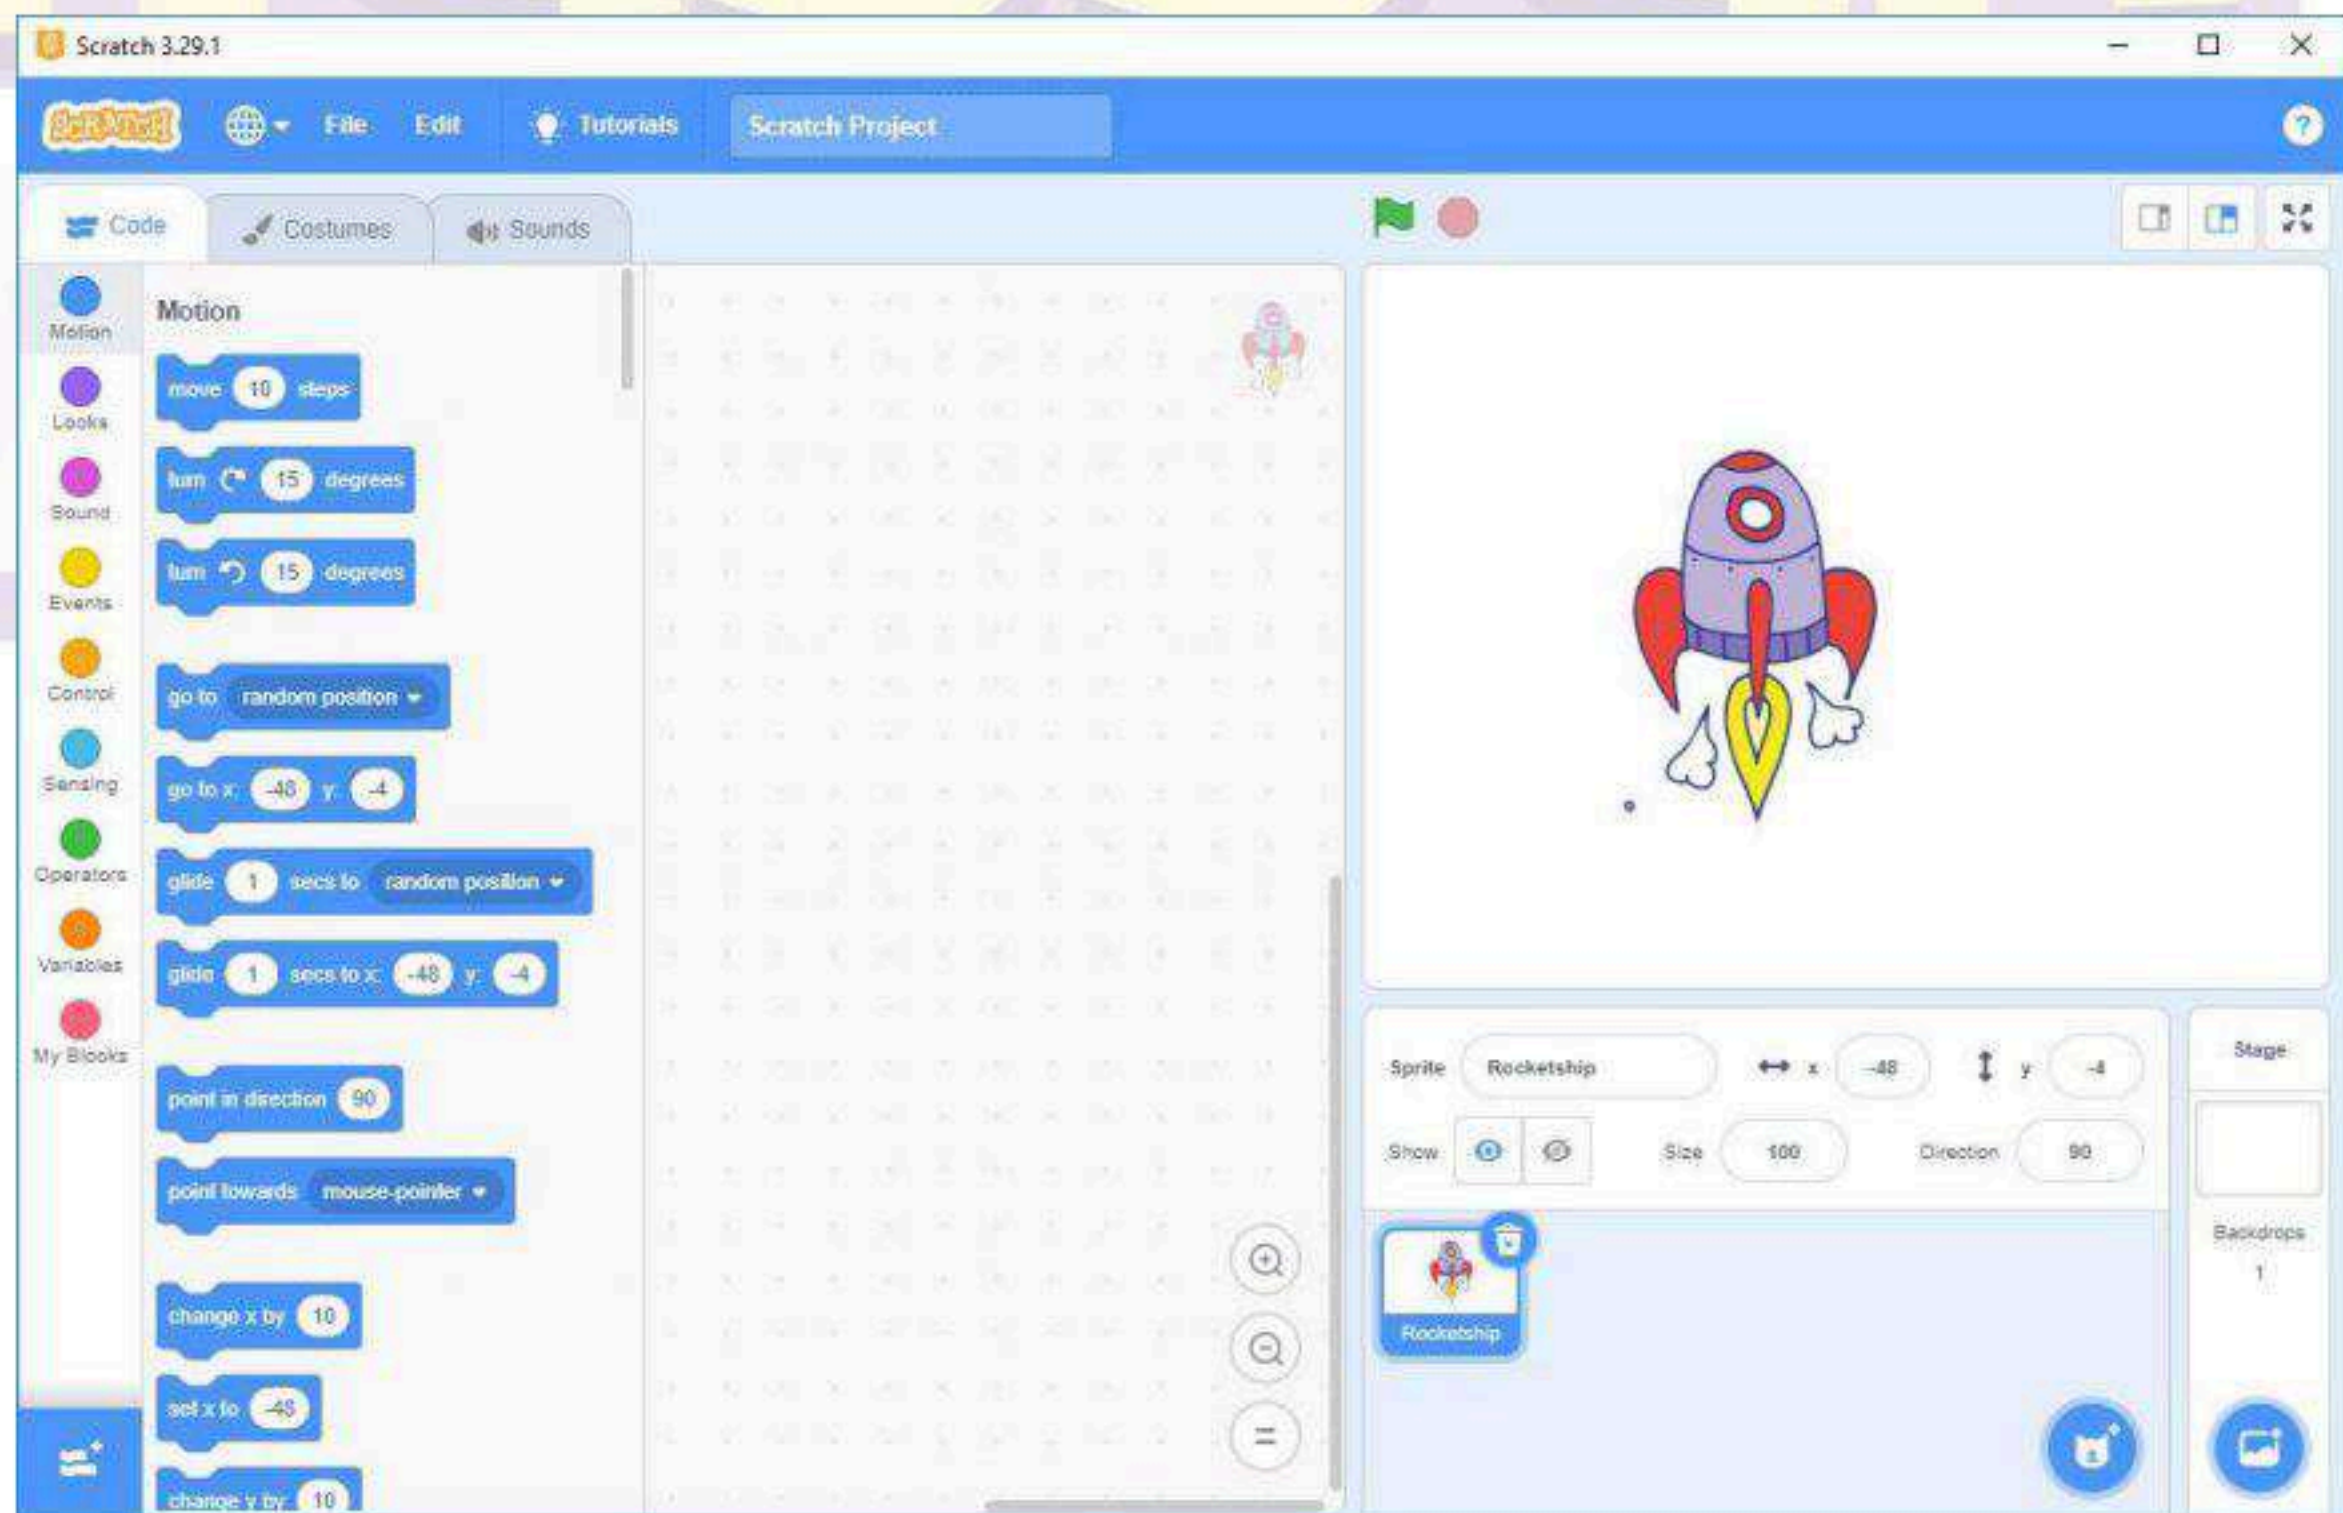 Scratch 3.29.1
SCRATCH File Edit Tutorials Scratch Project ?
Code Costumes Sounds
Motion
Looks
Sound
Events
Control
Sensing
Operators
Variables
My Blocks
Motion
move 10 steps
turn 15 degrees
turn 15 degrees
go to random position
go to x: -48 y: -4
glide 1 secs to random position
glide 1 secs to x: -48 y: -4
point in direction 90
point towards mouse-pointer
change x by 10
set x to -48
change y by 10
Sprite Rocketship x -48 y -4
Show Size 100 Direction 90
Rocketship
Stage
Backdrops
1